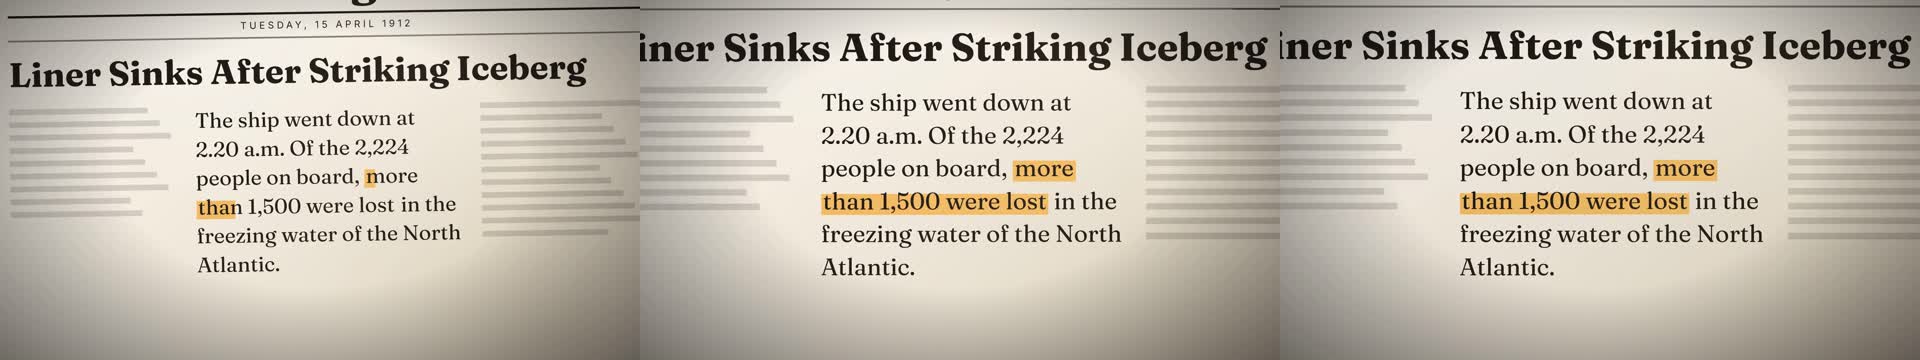 TUESDAY, 15 APRIL 1912
Liner Sinks After Striking Iceberg
The ship went down at
2.20 a.m. Of the 2,224
people on board, more
than 1,500 were lost in the
freezing water of the North
Atlantic.
iner Sinks After Striking Iceberg
The ship went down at
2.20 a.m. Of the 2,224
people on board, more
than 1,500 were lost in the
freezing water of the North
Atlantic.
iner Sinks After Striking Iceberg
The ship went down at
2.20 a.m. Of the 2,224
people on board, more
than 1,500 were lost in the
freezing water of the North
Atlantic.